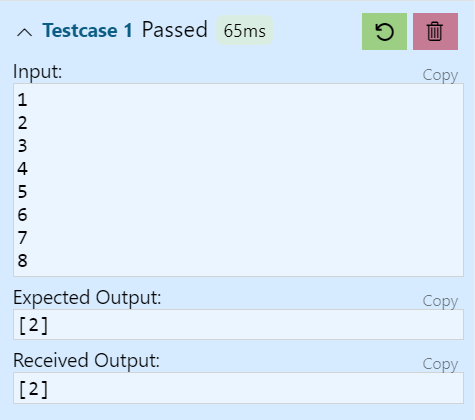 Testcase 1 Passed 65ms
Input:
Copy
1
2
3
4
5
6
7
8
Expected Output:
Copy
[2]
Received Output:
Copy
[2]